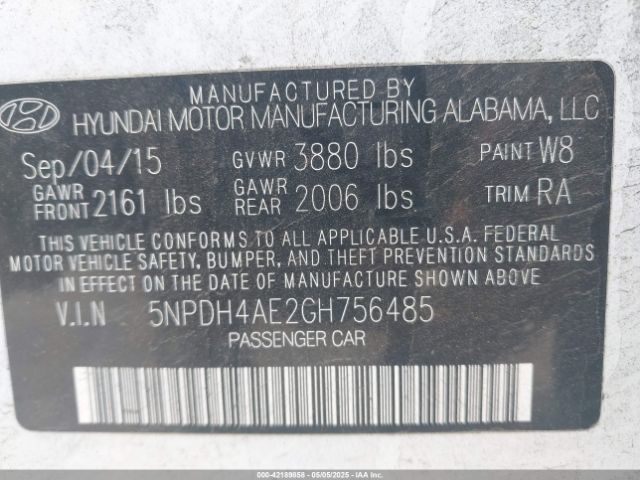 MANUFACTURED BY
HYUNDAI MOTOR MANUFACTURING ALABAMA, LLC
Sep/04/15 GVWR 3880 lbs PAINT W8
GAWR FRONT 2161 lbs GAWR REAR 2006 lbs TRIM RA
THIS VEHICLE CONFORMS TO ALL APPLICABLE U.S.A. FEDERAL
MOTOR VEHICLE SAFETY, BUMPER, AND THEFT PREVENTION STANDARDS
IN EFFECT ON THE DATE OF MANUFACTURE SHOWN ABOVE.
V.I.N 5NPDH4AE2GH756485
PASSENGER CAR
000-42189858 - 05/05/2025 - IAAI.COM